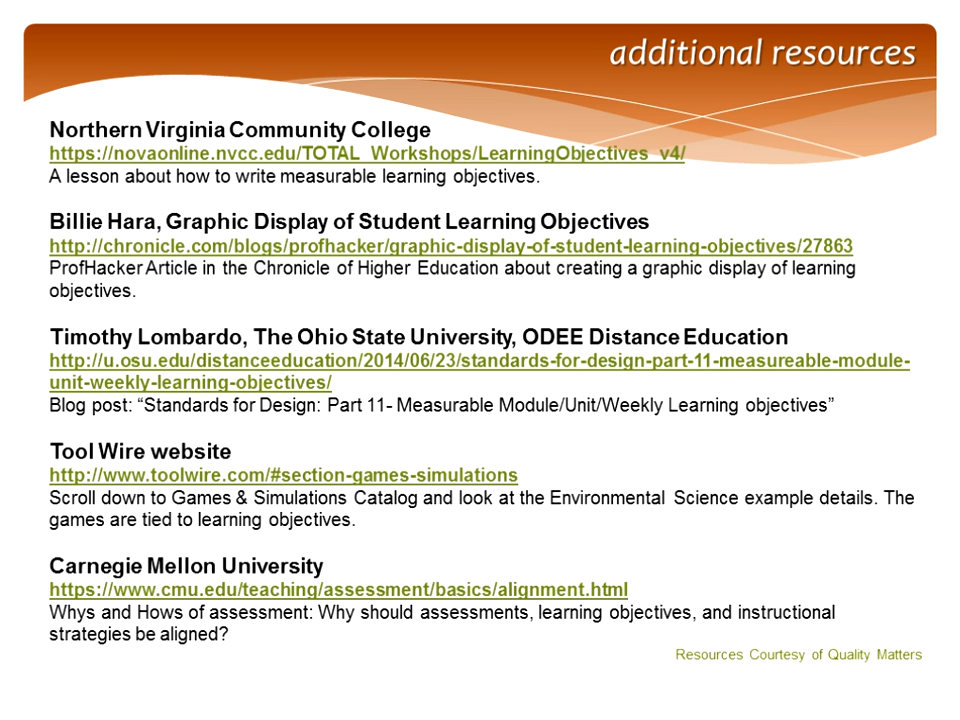 additional resources
Northern Virginia Community College
https://novaonline.nvcc.edu/TOTAL_Workshops/LearningObjectives_v4/
A lesson about how to write measurable learning objectives.
Billie Hara, Graphic Display of Student Learning Objectives
http://chronicle.com/blogs/profhacker/graphic-display-of-student-learning-objectives/27863
ProfHacker Article in the Chronicle of Higher Education about creating a graphic display of learning
objectives.
Timothy Lombardo, The Ohio State University, ODEE Distance Education
http://u.osu.edu/distanceeducation/2014/06/23/standards-for-design-part-11-measureable-module-
unit-weekly-learning-objectives/
Blog post: “Standards for Design: Part 11- Measurable Module/Unit/Weekly Learning objectives”
Tool Wire website
http://www.toolwire.com/#section-games-simulations
Scroll down to Games & Simulations Catalog and look at the Environmental Science example details. The
games are tied to learning objectives.
Carnegie Mellon University
https://www.cmu.edu/teaching/assessment/basics/alignment.html
Whys and Hows of assessment: Why should assessments, learning objectives, and instructional
strategies be aligned?
Resources Courtesy of Quality Matters